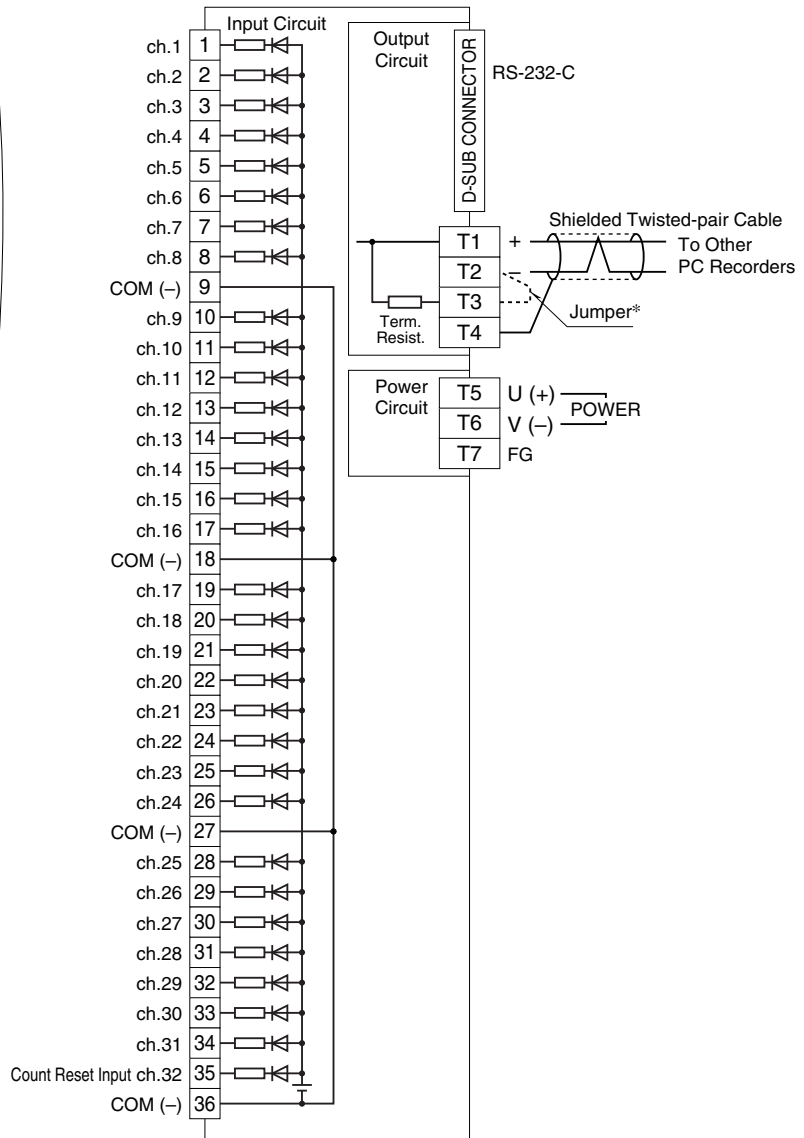 Input Circuit
ch.1 1
ch.2 2
ch.3 3
ch.4 4
ch.5 5
ch.6 6
ch.7 7
ch.8 8
COM (–) 9
ch.9 10
ch.10 11
ch.11 12
ch.12 13
ch.13 14
ch.14 15
ch.15 16
ch.16 17
COM (–) 18
ch.17 19
ch.18 20
ch.19 21
ch.20 22
ch.21 23
ch.22 24
ch.23 25
ch.24 26
COM (–) 27
ch.25 28
ch.26 29
ch.27 30
ch.28 31
ch.29 32
ch.30 33
ch.31 34
Count Reset Input ch.32 35
COM (–) 36
Output
Circuit
D-SUB CONNECTOR
RS-232-C
Shielded Twisted-pair Cable
T1 +
To Other
PC Recorders
T2 –
T3
Term.
Resist.
Jumper*
T4
Power
Circuit
T5 U (+)
POWER
T6 V (–)
T7 FG